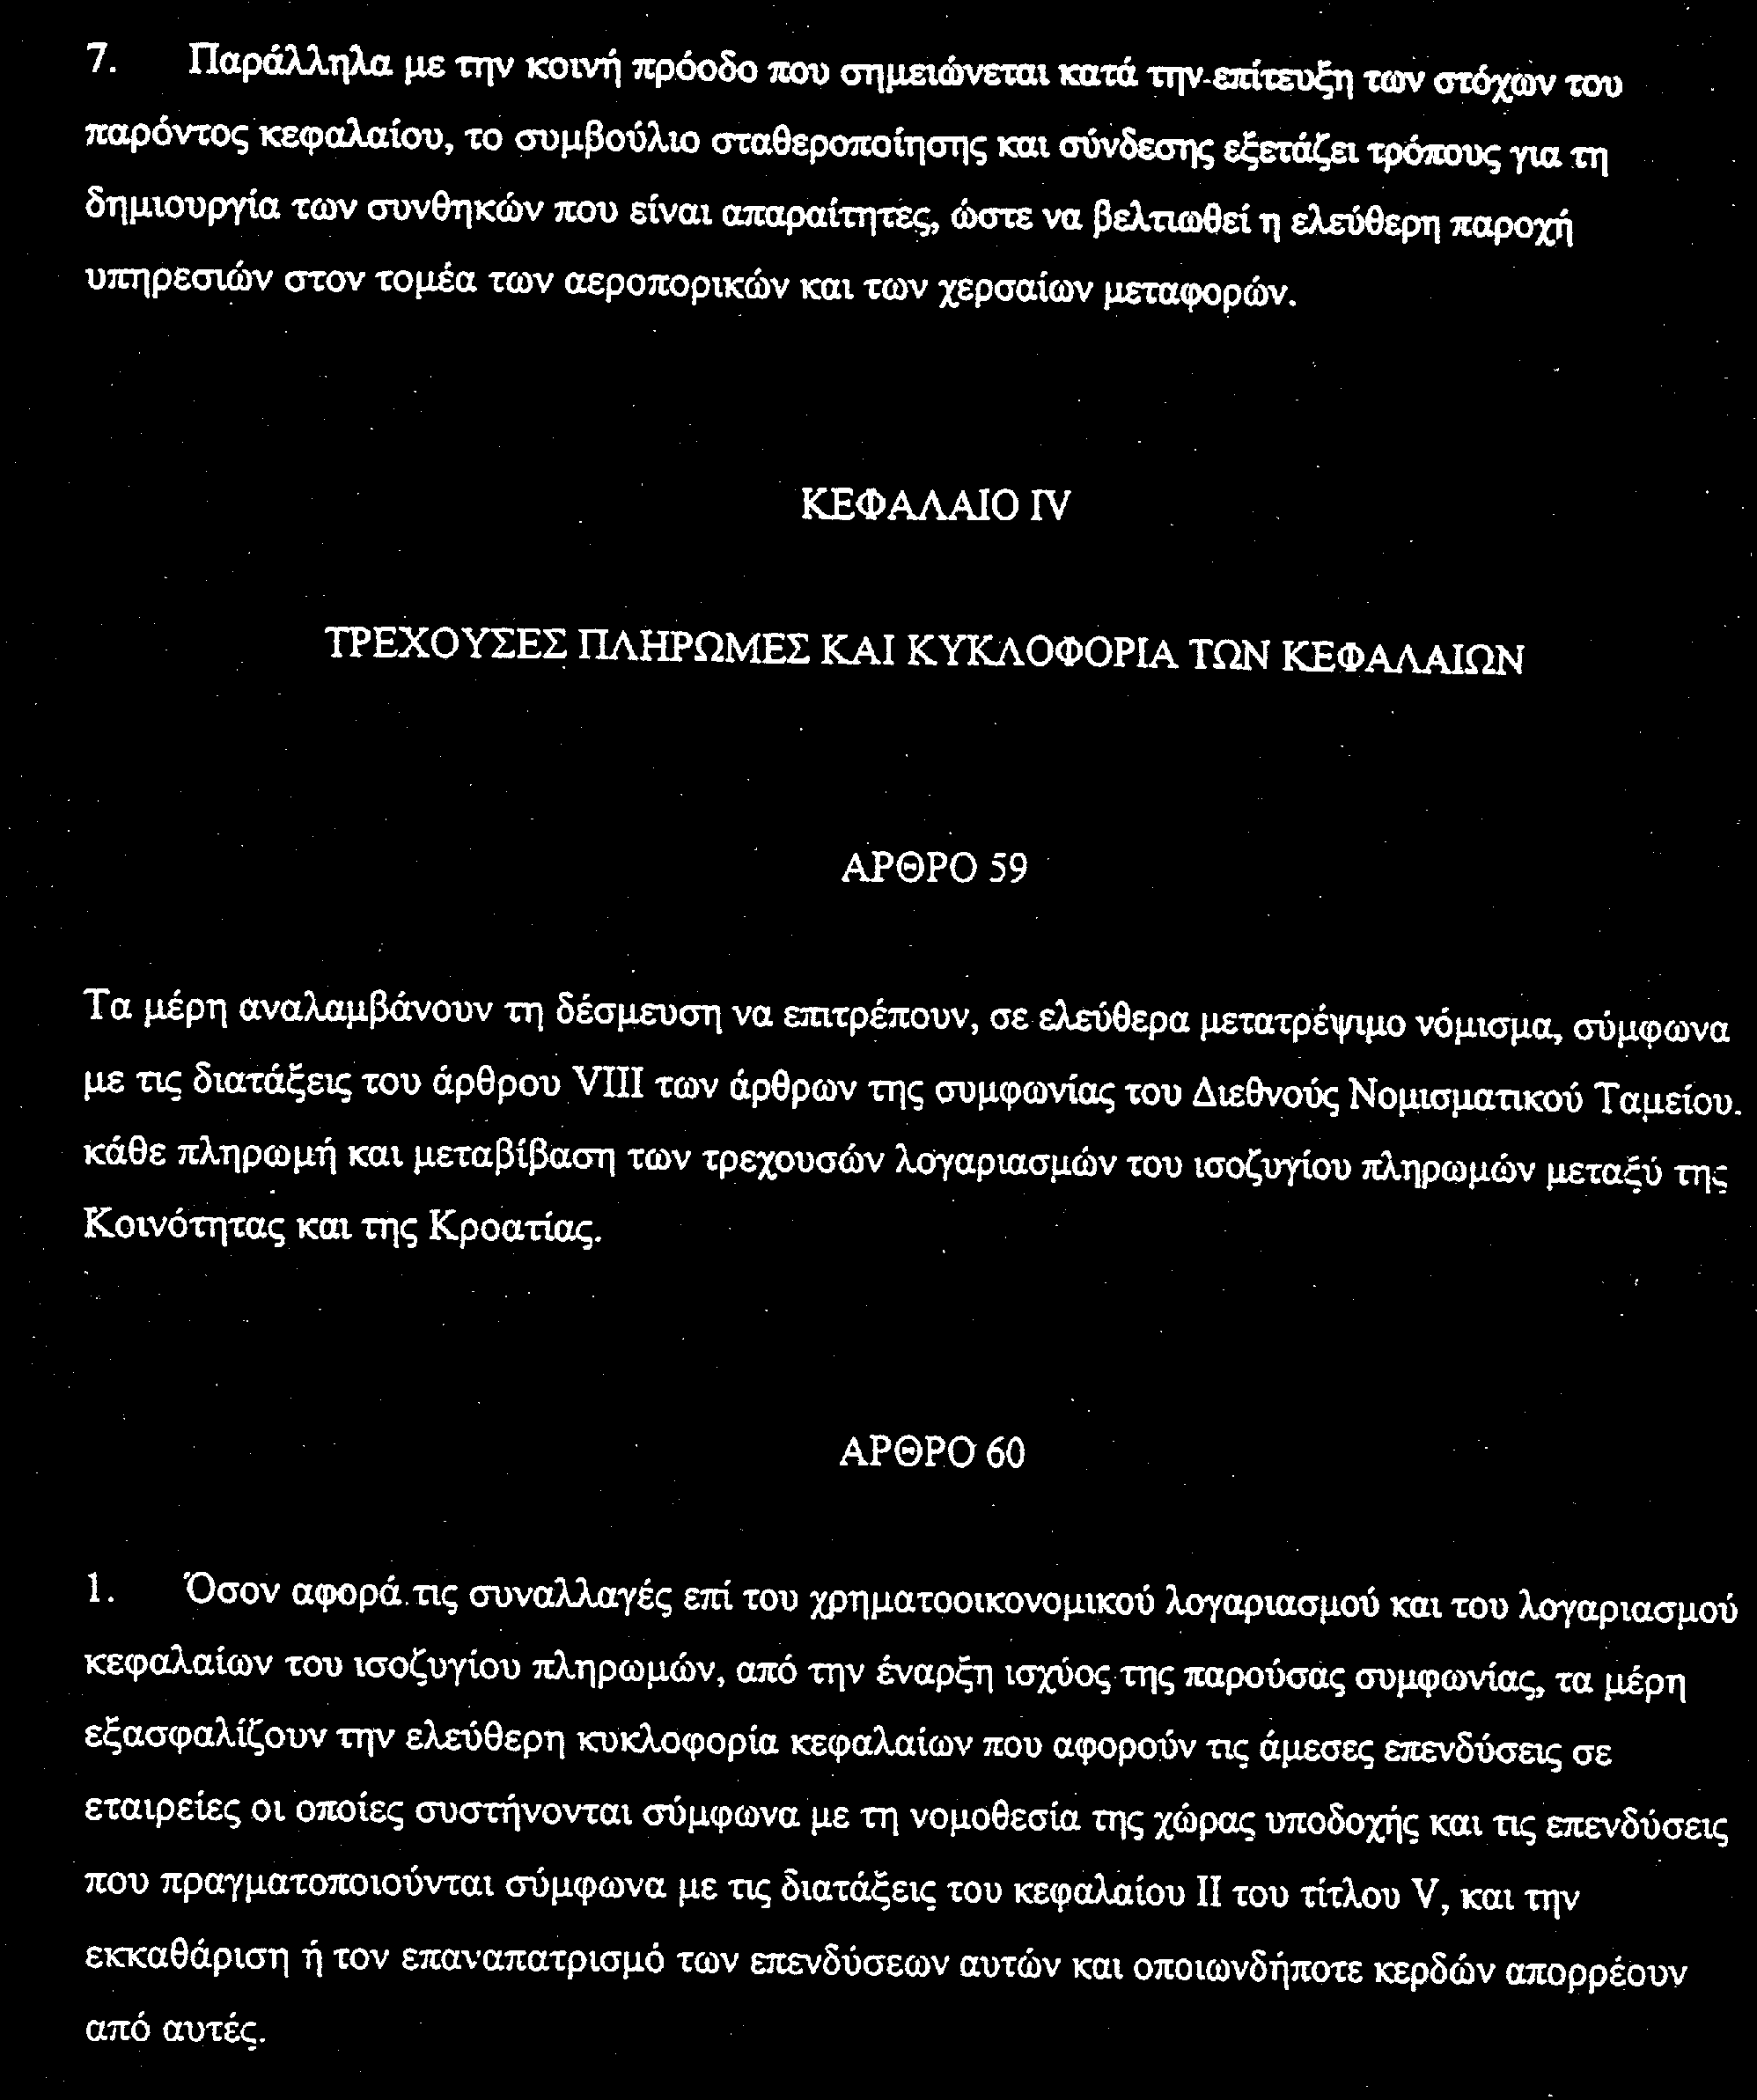 7. Παράλληλα με την κοινή πρόοδο που σημειώνεται κατά την επίτευξη των στόχων του
παρόντος κεφαλαίου, το συμβούλιο σταθεροποίησης και σύνδεσης εξετάζει τρόπους για τη
δημιουργία των συνθηκών που είναι απαραίτητες, ώστε να βελτιωθεί η ελεύθερη παροχή
υπηρεσιών στον τομέα των αεροπορικών και των χερσαίων μεταφορών.
ΚΕΦΑΛΑΙΟ IV
ΤΡΕΧΟΥΣΕΣ ΠΛΗΡΩΜΕΣ ΚΑΙ ΚΥΚΛΟΦΟΡΙΑ ΤΩΝ ΚΕΦΑΛΑΙΩΝ
ΑΡΘΡΟ 59
Τα μέρη αναλαμβάνουν τη δέσμευση να επιτρέπουν, σε ελεύθερα μετατρέψιμο νόμισμα, σύμφωνα
με τις διατάξεις του άρθρου VIII των άρθρων της συμφωνίας του Διεθνούς Νομισματικού Ταμείου.
κάθε πληρωμή και μεταβίβαση των τρεχουσών λογαριασμών του ισοζυγίου πληρωμών μεταξύ της
Κοινότητας και της Κροατίας.
ΑΡΘΡΟ 60
1. Όσον αφορά τις συναλλαγές επί του χρηματοοικονομικού λογαριασμού και του λογαριασμού
κεφαλαίων του ισοζυγίου πληρωμών, από την έναρξη ισχύος της παρούσας συμφωνίας, τα μέρη
εξασφαλίζουν την ελεύθερη κυκλοφορία κεφαλαίων που αφορούν τις άμεσες επενδύσεις σε
εταιρείες οι οποίες συστήνονται σύμφωνα με τη νομοθεσία της χώρας υποδοχής και τις επενδύσεις
που πραγματοποιούνται σύμφωνα με τις διατάξεις του κεφαλαίου II του τίτλου V, και την
εκκαθάριση ή τον επαναπατρισμό των επενδύσεων αυτών και οποιωνδήποτε κερδών απορρέουν
από αυτές.